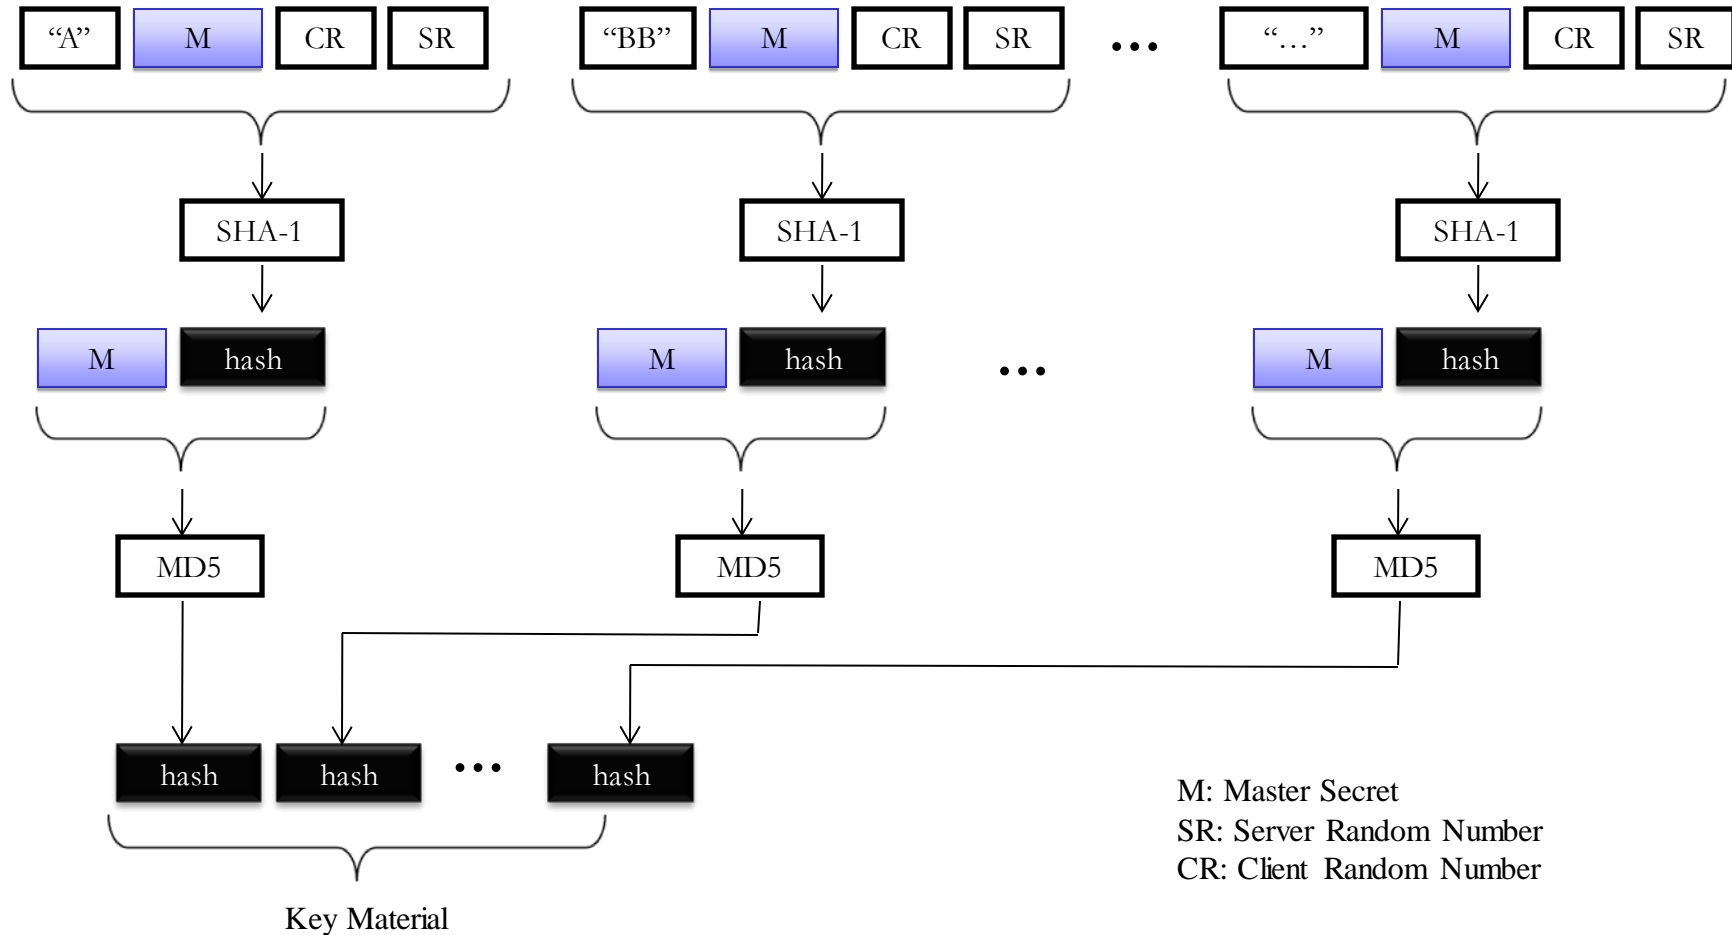 “A” M CR SR “BB” M CR SR ... “...” M CR SR
SHA-1 SHA-1 SHA-1
M hash M hash ... M hash
MD5 MD5 MD5
hash hash ... hash
M: Master Secret
SR: Server Random Number
CR: Client Random Number
Key Material